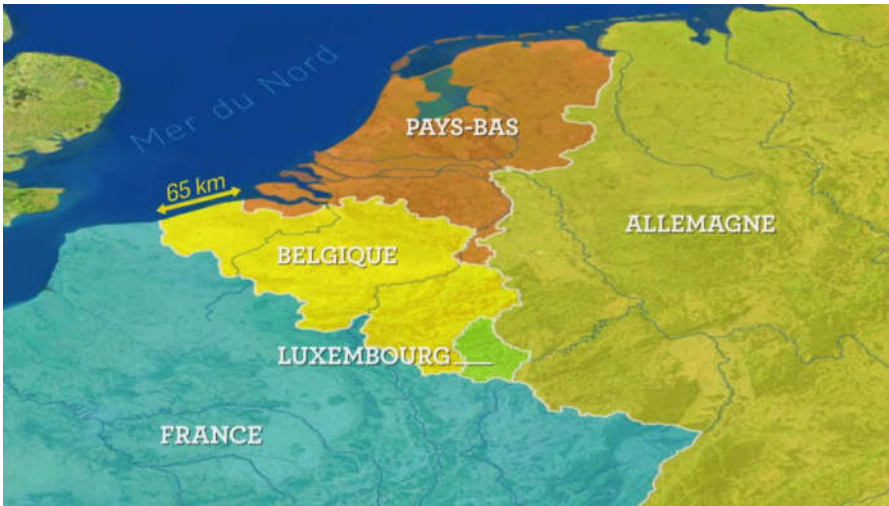 Mer du Nord
PAYS-BAS
65 km
ALLEMAGNE
BELGIQUE
LUXEMBOURG
FRANCE